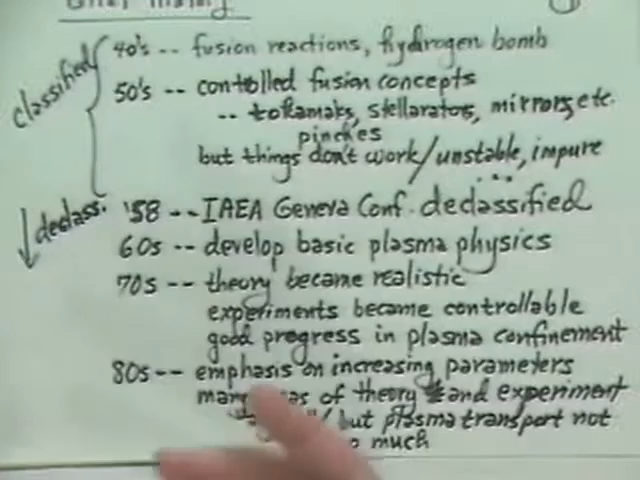 classified
40's -- fusion reactions, hydrogen bomb
50's -- controlled fusion concepts
-- tokamaks, stellarators, mirrors, etc.
pinches
but things don't work/unstable, impure
...
declass. '58 -- IAEA Geneva Conf. declassified
60s -- develop basic plasma physics
70s -- theory became realistic
experiments became controllable
good progress in plasma confinement
80s -- emphasis on increasing parameters
of theory and experiment
but plasma transport not
much